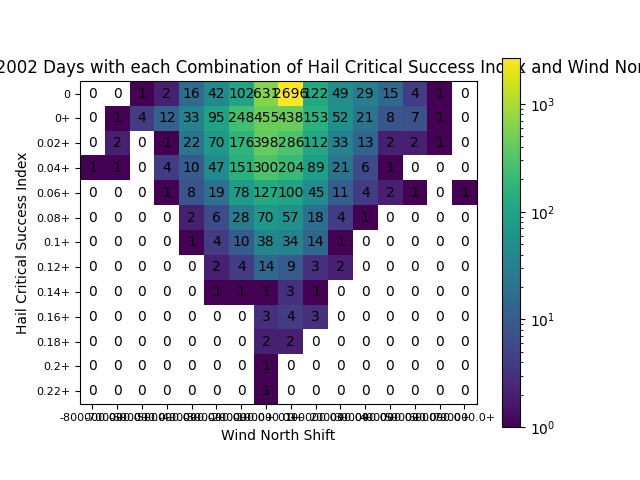 2002 Days with each Combination of Hail Critical Success Index and Wind Nor
0 0 0 1 2 16 42 102 631 2696 122 49 29 15 4 1 0
0+ 0 1 4 12 33 95 248 455 438 153 52 21 8 7 1 0
0.02+ 0 2 0 1 22 70 176 398 286 112 33 13 2 2 1 0
0.04+ 1 1 0 4 10 47 151 300 204 89 21 6 1 0 0 0
0.06+ 0 0 0 1 8 19 78 127 100 45 11 4 2 1 0 1
0.08+ 0 0 0 0 2 6 28 70 57 18 4 1 0 0 0 0
0.1+ 0 0 0 0 1 4 10 38 34 14 1 0 0 0 0 0
0.12+ 0 0 0 0 0 2 4 14 9 3 2 0 0 0 0 0
0.14+ 0 0 0 0 0 1 1 1 3 1 0 0 0 0 0 0
0.16+ 0 0 0 0 0 0 0 3 4 3 0 0 0 0 0 0
0.18+ 0 0 0 0 0 0 0 2 2 0 0 0 0 0 0 0
0.2+ 0 0 0 0 0 0 0 1 0 0 0 0 0 0 0 0
0.22+ 0 0 0 0 0 0 0 1 0 0 0 0 0 0 0 0
Hail Critical Success Index
Wind North Shift
10³
10²
10¹
10⁰